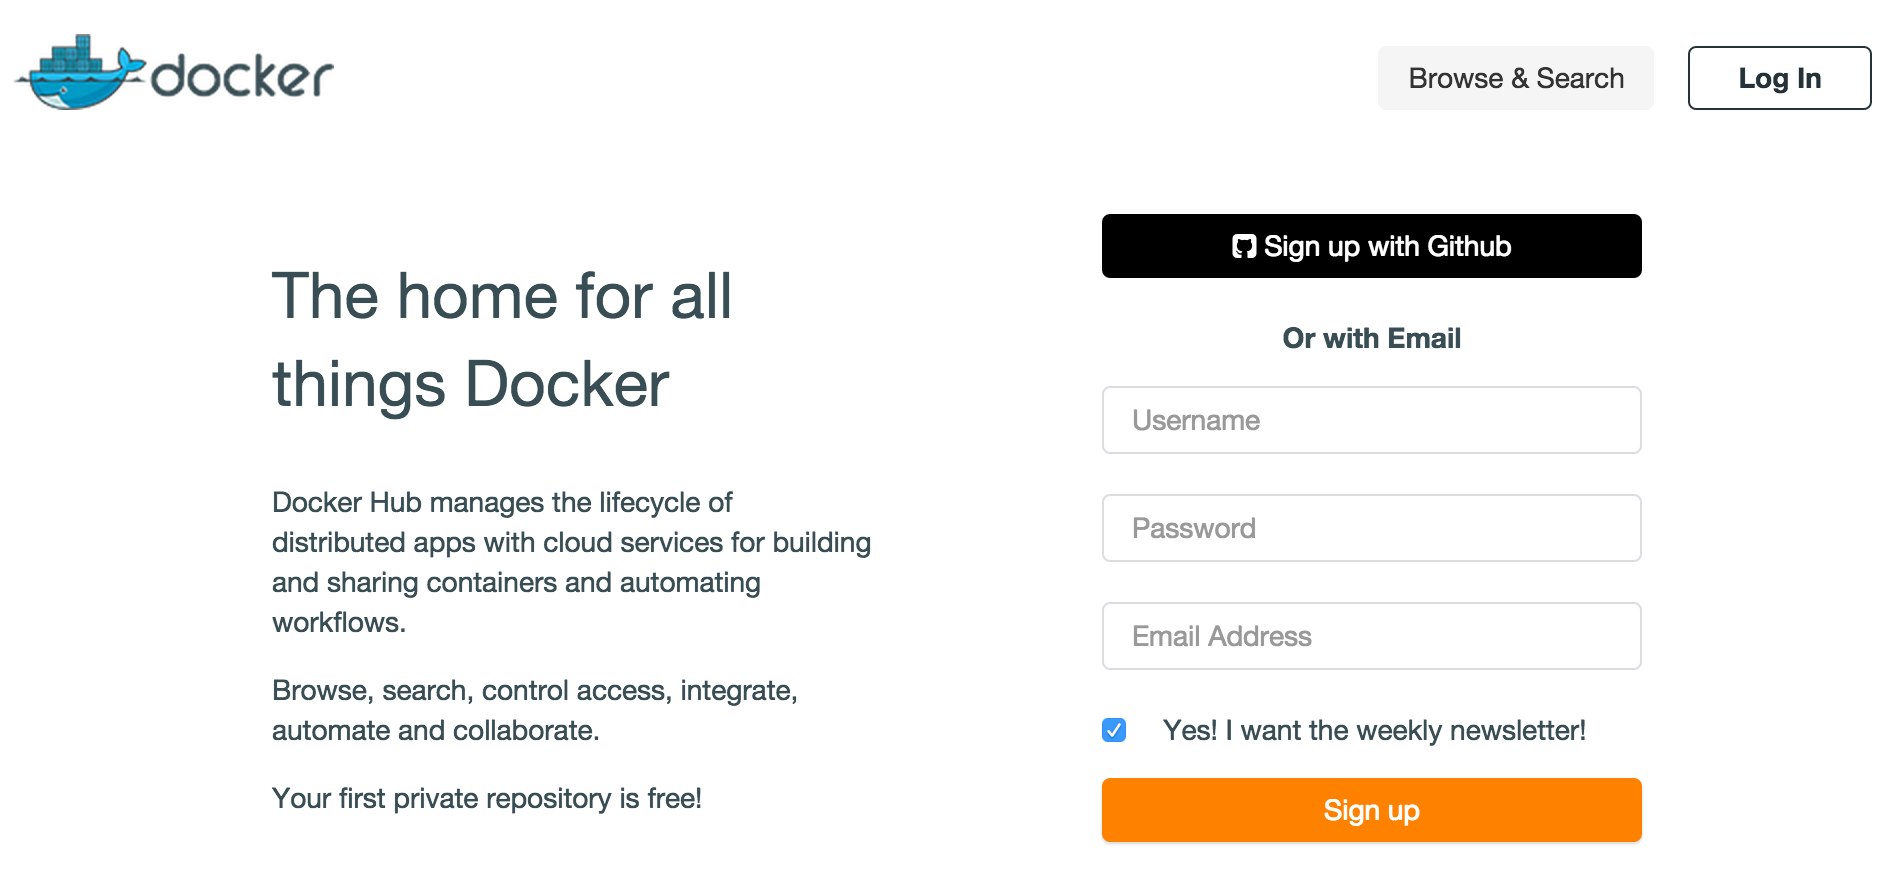 docker
Browse & Search
Log In
The home for all
things Docker
Docker Hub manages the lifecycle of
distributed apps with cloud services for building
and sharing containers and automating
workflows.
Browse, search, control access, integrate,
automate and collaborate.
Your first private repository is free!
Sign up with Github
Or with Email
Username
Password
Email Address
Yes! I want the weekly newsletter!
Sign up